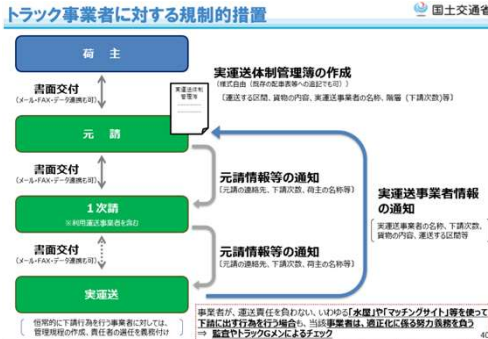 トラック事業者に対する規制的措置
国土交通省
荷 主
書面交付
(メール・FAX・データ連携も可)
実運送体制
管理簿
実運送体制管理簿の作成
(様式自由(既存の配車表等への追記でも可))
(運送する区間、貨物の内容、実運送事業者の名称、階層(下請次数)等)
元 請
書面交付
(メール・FAX・データ連携も可)
元請情報等の通知
(元請の連絡先、下請次数、荷主の名称等)
1次請
※利用運送事業者を含む
実運送事業者情報
の通知
実運送事業者の名称、下請次数、
貨物の内容、運送する区間等
書面交付
(メール・FAX・データ連携も可)
元請情報等の通知
(元請の連絡先、下請次数、荷主の名称等)
実運送
恒常的に下請行為を行う事業者に対しては、
管理規程の作成、責任者の選任を義務付け
事業者が、運送責任を負わない、いわゆる「水屋」や「マッチングサイト」等を使って
下請に出す行為を行う場合も、当該事業者は、適正化に係る努力義務を負う
⇒ 監査やトラックGメンによるチェック
40